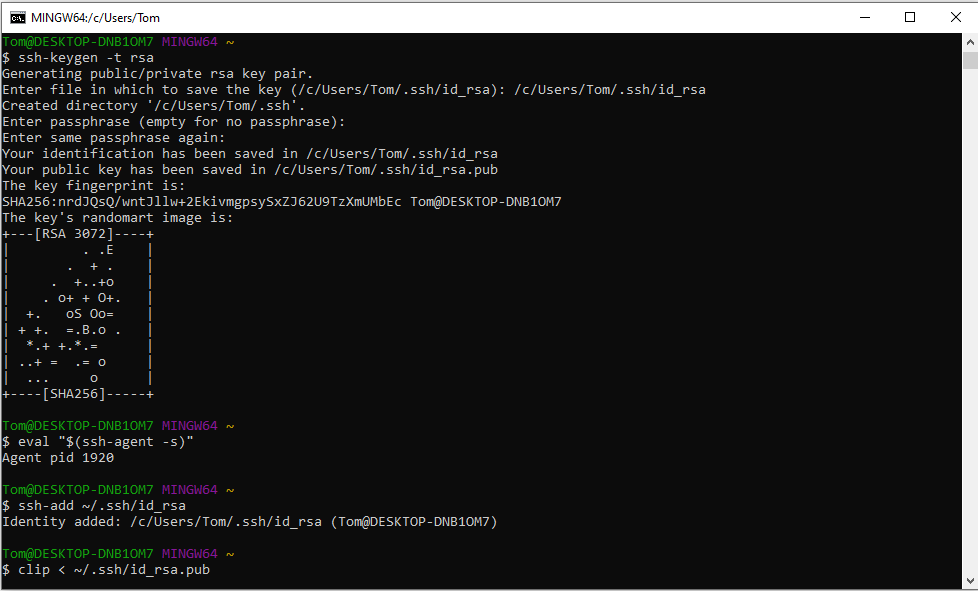 MINGW64:/c/Users/Tom
Tom@DESKTOP-DNB1OM7 MINGW64 ~
$ ssh-keygen -t rsa
Generating public/private rsa key pair.
Enter file in which to save the key (/c/Users/Tom/.ssh/id_rsa): /c/Users/Tom/.ssh/id_rsa
Created directory '/c/Users/Tom/.ssh'.
Enter passphrase (empty for no passphrase):
Enter same passphrase again:
Your identification has been saved in /c/Users/Tom/.ssh/id_rsa
Your public key has been saved in /c/Users/Tom/.ssh/id_rsa.pub
The key fingerprint is:
SHA256:nrdJQsQ/wntJllw+2EkivmgpsySxZJ62U9TzXmUMbEc Tom@DESKTOP-DNB1OM7
The key's randomart image is:
+---[RSA 3072]----+
|         . .E    |
|       .  + .    |
|     .  +..+o    |
|    . o+ + O+.   |
|  +.   oS Oo=    |
| + +.  =.B.o .   |
|  *.+ +.*.=      |
| ..+ =  .= o     |
|  ...     o      |
+----[SHA256]-----+
Tom@DESKTOP-DNB1OM7 MINGW64 ~
$ eval "$(ssh-agent -s)"
Agent pid 1920
Tom@DESKTOP-DNB1OM7 MINGW64 ~
$ ssh-add ~/.ssh/id_rsa
Identity added: /c/Users/Tom/.ssh/id_rsa (Tom@DESKTOP-DNB1OM7)
Tom@DESKTOP-DNB1OM7 MINGW64 ~
$ clip < ~/.ssh/id_rsa.pub